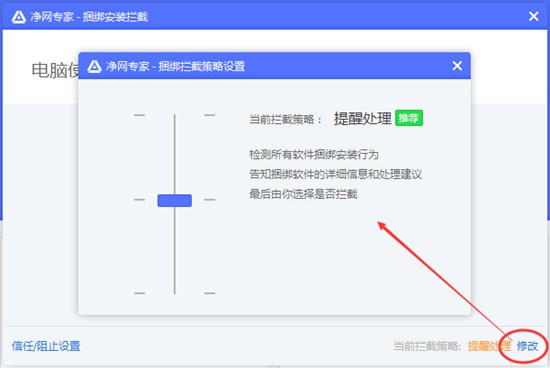 净网专家 - 捆绑安装拦截
电脑使
净网专家 - 捆绑拦截策略设置
当前拦截策略： 提醒处理 推荐
检测所有软件捆绑安装行为
告知捆绑软件的详细信息和处理建议
最后由你选择是否拦截
信任/阻止设置
当前拦截策略: 提醒处理 修改